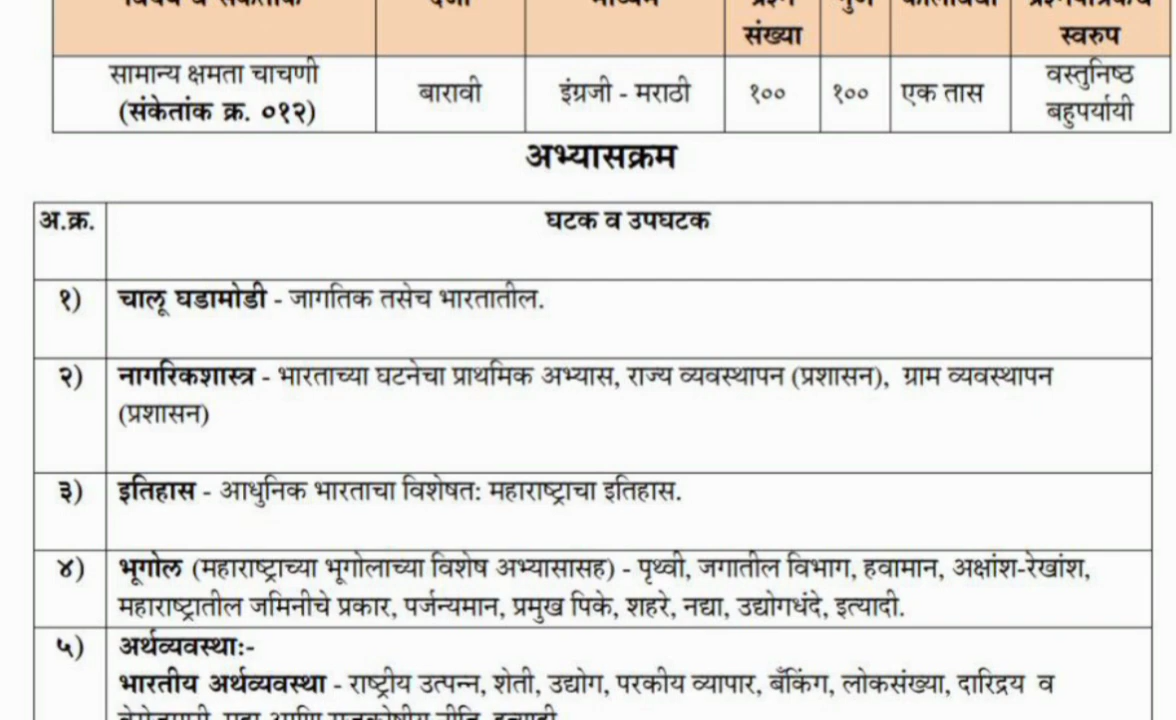 संख्या
स्वरुप
सामान्य क्षमता चाचणी
(संकेतांक क्र. ०१२)
बारावी
इंग्रजी - मराठी
१००
१००
एक तास
वस्तुनिष्ठ
बहुपर्यायी
अभ्यासक्रम
अ.क्र.
घटक व उपघटक
१)
चालू घडामोडी - जागतिक तसेच भारतातील.
२)
नागरिकशास्त्र - भारताच्या घटनेचा प्राथमिक अभ्यास, राज्य व्यवस्थापन (प्रशासन), ग्राम व्यवस्थापन
(प्रशासन)
३)
इतिहास - आधुनिक भारताचा विशेषत: महाराष्ट्राचा इतिहास.
४)
भूगोल (महाराष्ट्राच्या भूगोलाच्या विशेष अभ्यासासह) - पृथ्वी, जगातील विभाग, हवामान, अक्षांश-रेखांश,
महाराष्ट्रातील जमिनीचे प्रकार, पर्जन्यमान, प्रमुख पिके, शहरे, नद्या, उद्योगधंदे, इत्यादी.
५)
अर्थव्यवस्था:-
भारतीय अर्थव्यवस्था - राष्ट्रीय उत्पन्न, शेती, उद्योग, परकीय व्यापार, बँकिंग, लोकसंख्या, दारिद्रय व